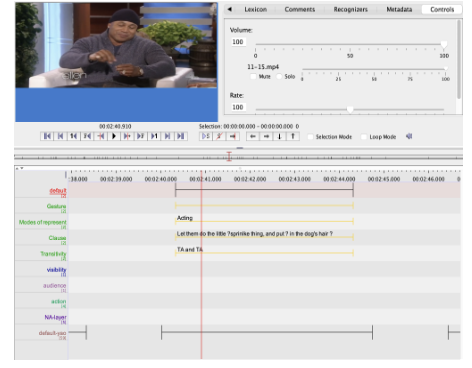 Lexicon Comments Recognizers Metadata Controls
Volume:
100
0 50 100
11-15.mp4
Mute Solo 0 25 50 75 100
Rate:
100
alien
00:02:40.910 Selection: 00:00:00.000 - 00:00:00.000 0
Selection Mode Loop Mode
:38.000 00:02:39.000 00:02:40.000 00:02:41.000 00:02:42.000 00:02:43.000 00:02:44.000 00:02:45.000 00:02:46.000
default
Gesture
Modes of represent Acting
Clause Let them do the little ?sprinkle thing, and put ? in the dog's hair ?
Transitivity TA and TA
visibility
audience
action
NA-layer
default-yao